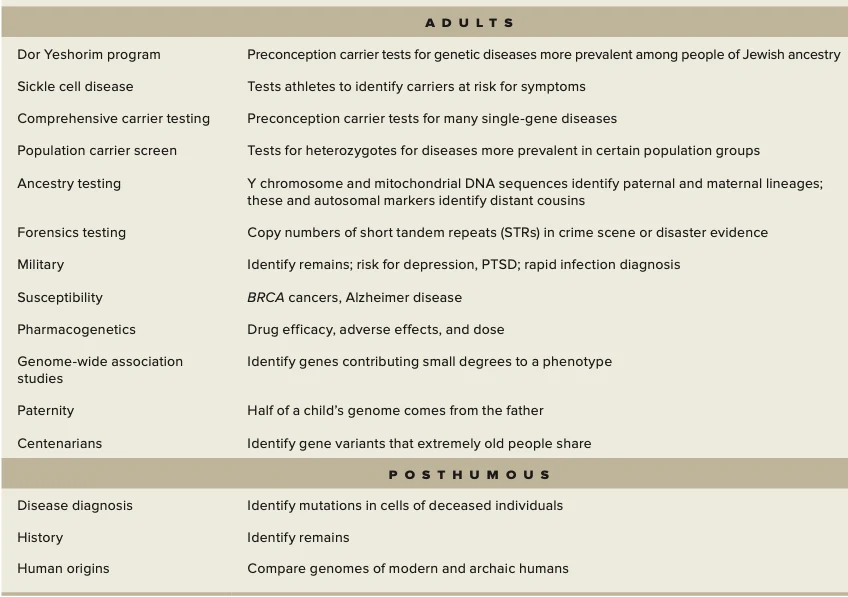 ADULTS
Dor Yeshorim program Preconception carrier tests for genetic diseases more prevalent among people of Jewish ancestry
Sickle cell disease Tests athletes to identify carriers at risk for symptoms
Comprehensive carrier testing Preconception carrier tests for many single-gene diseases
Population carrier screen Tests for heterozygotes for diseases more prevalent in certain population groups
Ancestry testing Y chromosome and mitochondrial DNA sequences identify paternal and maternal lineages;
these and autosomal markers identify distant cousins
Forensics testing Copy numbers of short tandem repeats (STRs) in crime scene or disaster evidence
Military Identify remains; risk for depression, PTSD; rapid infection diagnosis
Susceptibility BRCA cancers, Alzheimer disease
Pharmacogenetics Drug efficacy, adverse effects, and dose
Genome-wide association Identify genes contributing small degrees to a phenotype
studies
Paternity Half of a child’s genome comes from the father
Centenarians Identify gene variants that extremely old people share
POSTHUMOUS
Disease diagnosis Identify mutations in cells of deceased individuals
History Identify remains
Human origins Compare genomes of modern and archaic humans